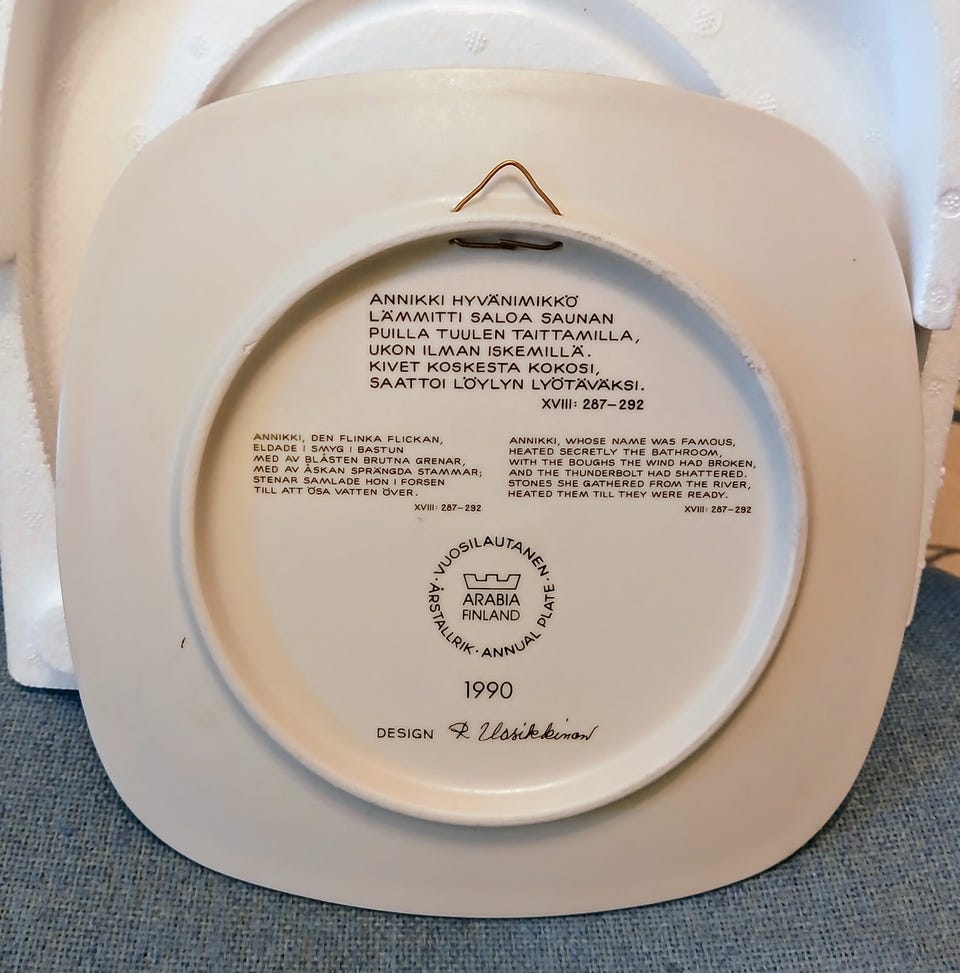 ANNIKKI HYVÄNIMIKKÖ
LÄMMITTI SALOA SAUNAN
PUILLA TUULEN TAITTAMILLA,
UKON ILMAN ISKEMILLÄ.
KIVET KOSKESTA KOKOSI,
SAATTOI LÖYLYN LYÖTÄVÄKSI.
XVIII: 287–292
ANNIKKI, DEN FLINKA FLICKAN,
ELDADE I SMYG I BASTUN
MED AV BLÅSTEN BRUTNA GRENAR,
MED AV ÅSKAN SPRÄNGDA STAMMAR;
STENAR SAMLADE HON I FORSEN
TILL ATT ÖSA VATTEN ÖVER.
XVIII: 287–292
ANNIKKI, WHOSE NAME WAS FAMOUS,
HEATED SECRETLY THE BATHROOM,
WITH THE BOUGHS THE WIND HAD BROKEN,
AND THE THUNDERBOLT HAD SHATTERED.
STONES SHE GATHERED FROM THE RIVER,
HEATED THEM TILL THEY WERE READY.
XVIII: 287–292
· VUOSILAUTANEN ·
ARABIA
FINLAND
ÅRSTALLRIK · ANNUAL PLATE
1990
DESIGN R Uosikkinen